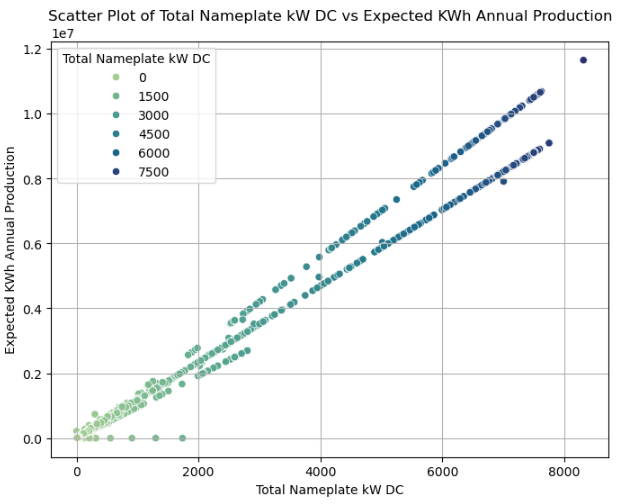 Scatter Plot of Total Nameplate kW DC vs Expected KWh Annual Production
1e7
1.2
1.0
0.8
0.6
0.4
0.2
0.0
Expected KWh Annual Production
Total Nameplate kW DC
0
1500
3000
4500
6000
7500
0 2000 4000 6000 8000
Total Nameplate kW DC